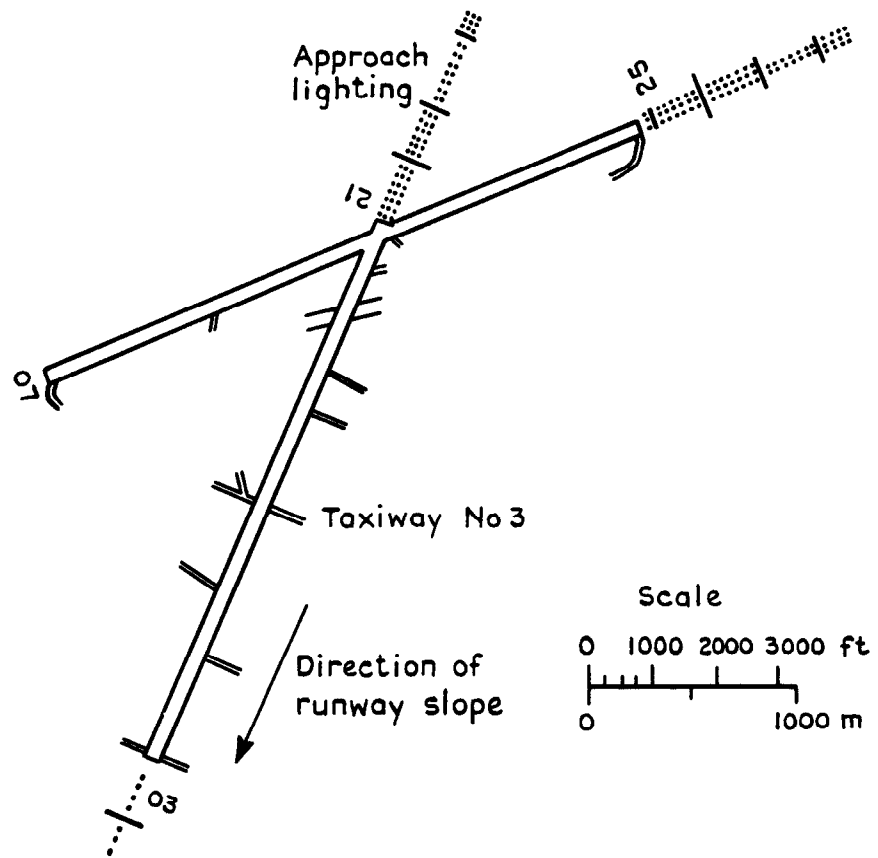 Approach
lighting
25
21
07
Taxiway No 3
Scale
0 1000 2000 3000 ft
0 1000 m
Direction of
runway slope
03